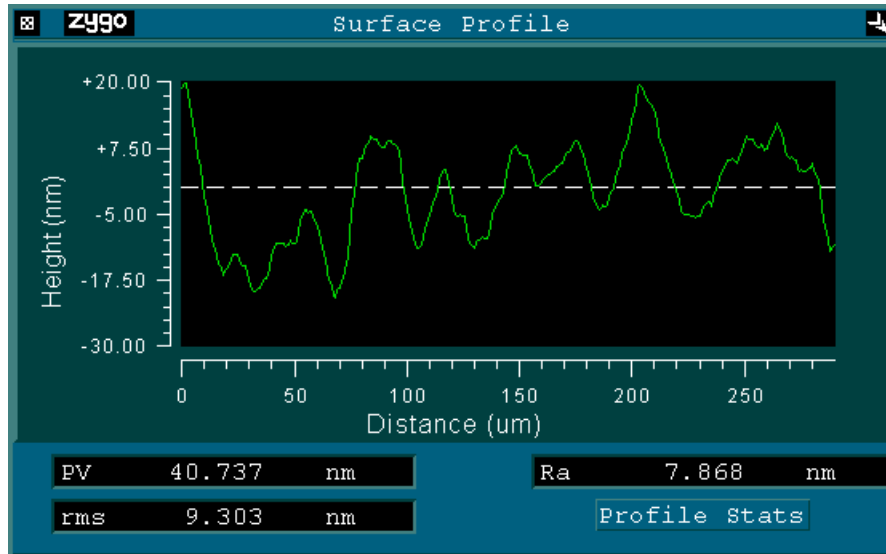 zygo Surface Profile
+20.00
+7.50
-5.00
-17.50
-30.00
Height (nm)
0 50 100 150 200 250
Distance (um)
PV 40.737 nm Ra 7.868 nm
rms 9.303 nm Profile Stats